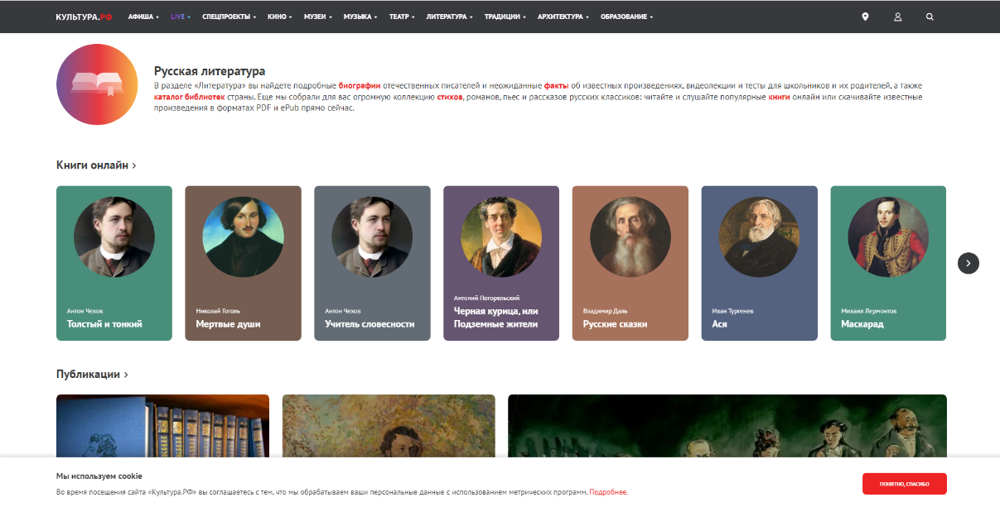 КУЛЬТУРА.РФ АФИША LIVE СПЕЦПРОЕКТЫ КИНО МУЗЕИ МУЗЫКА ТЕАТР ЛИТЕРАТУРА ТРАДИЦИИ АРХИТЕКТУРА ОБРАЗОВАНИЕ
Русская литература
В разделе «Литература» вы найдете подробные биографии отечественных писателей и неожиданные факты об известных произведениях, видеолекции и тесты для школьников и их родителей, а также
каталог библиотек страны. Еще мы собрали для вас огромную коллекцию стихов, романов, пьес и рассказов русских классиков: читайте и слушайте популярные книги онлайн или скачивайте известные
произведения в форматах PDF и ePub прямо сейчас.
Книги онлайн
Антон Чехов
Толстый и тонкий
Николай Гоголь
Мертвые души
Антон Чехов
Учитель словесности
Антоний Погорельский
Черная курица, или
Подземные жители
Владимир Даль
Русские сказки
Иван Тургенев
Ася
Михаил Лермонтов
Маскарад
Публикации
Мы используем cookie
Во время посещения сайта «Культура.РФ» вы соглашаетесь с тем, что мы обрабатываем ваши персональные данные с использованием метрических программ. Подробнее.
ПОНЯТНО, СПАСИБО